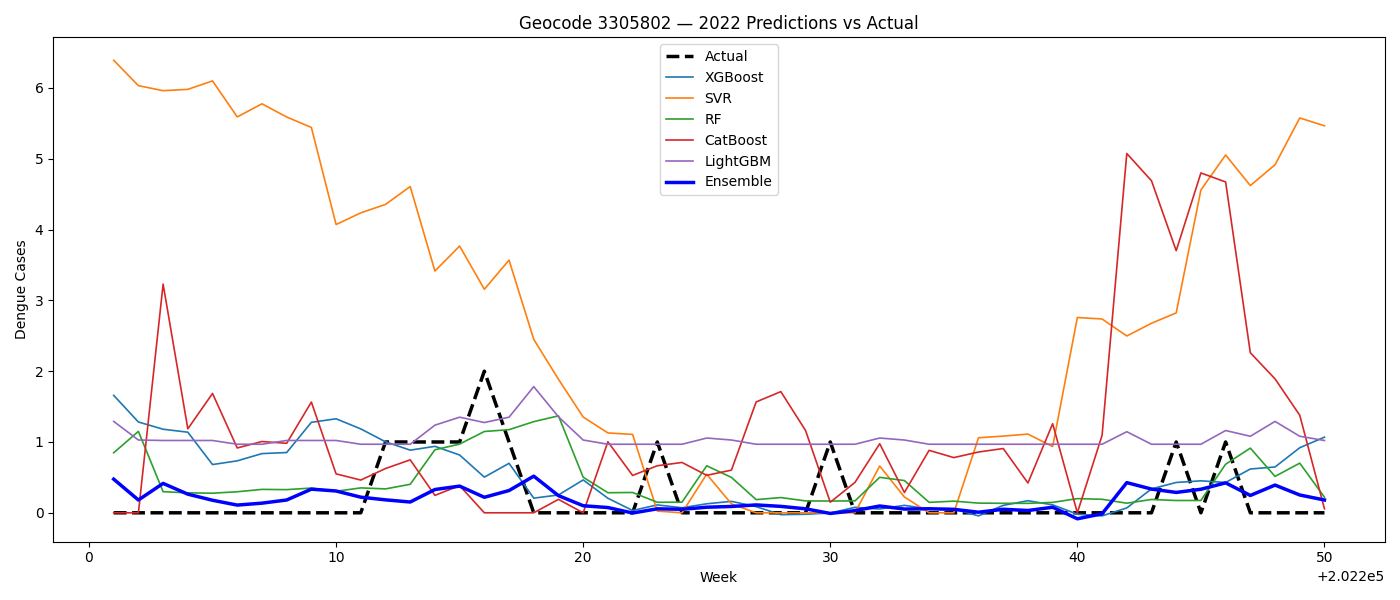 Geocode 3305802 — 2022 Predictions vs Actual
Dengue Cases
6
5
4
3
2
1
0
Actual
XGBoost
SVR
RF
CatBoost
LightGBM
Ensemble
0 10 20 30 40 50
Week
+2.022e5